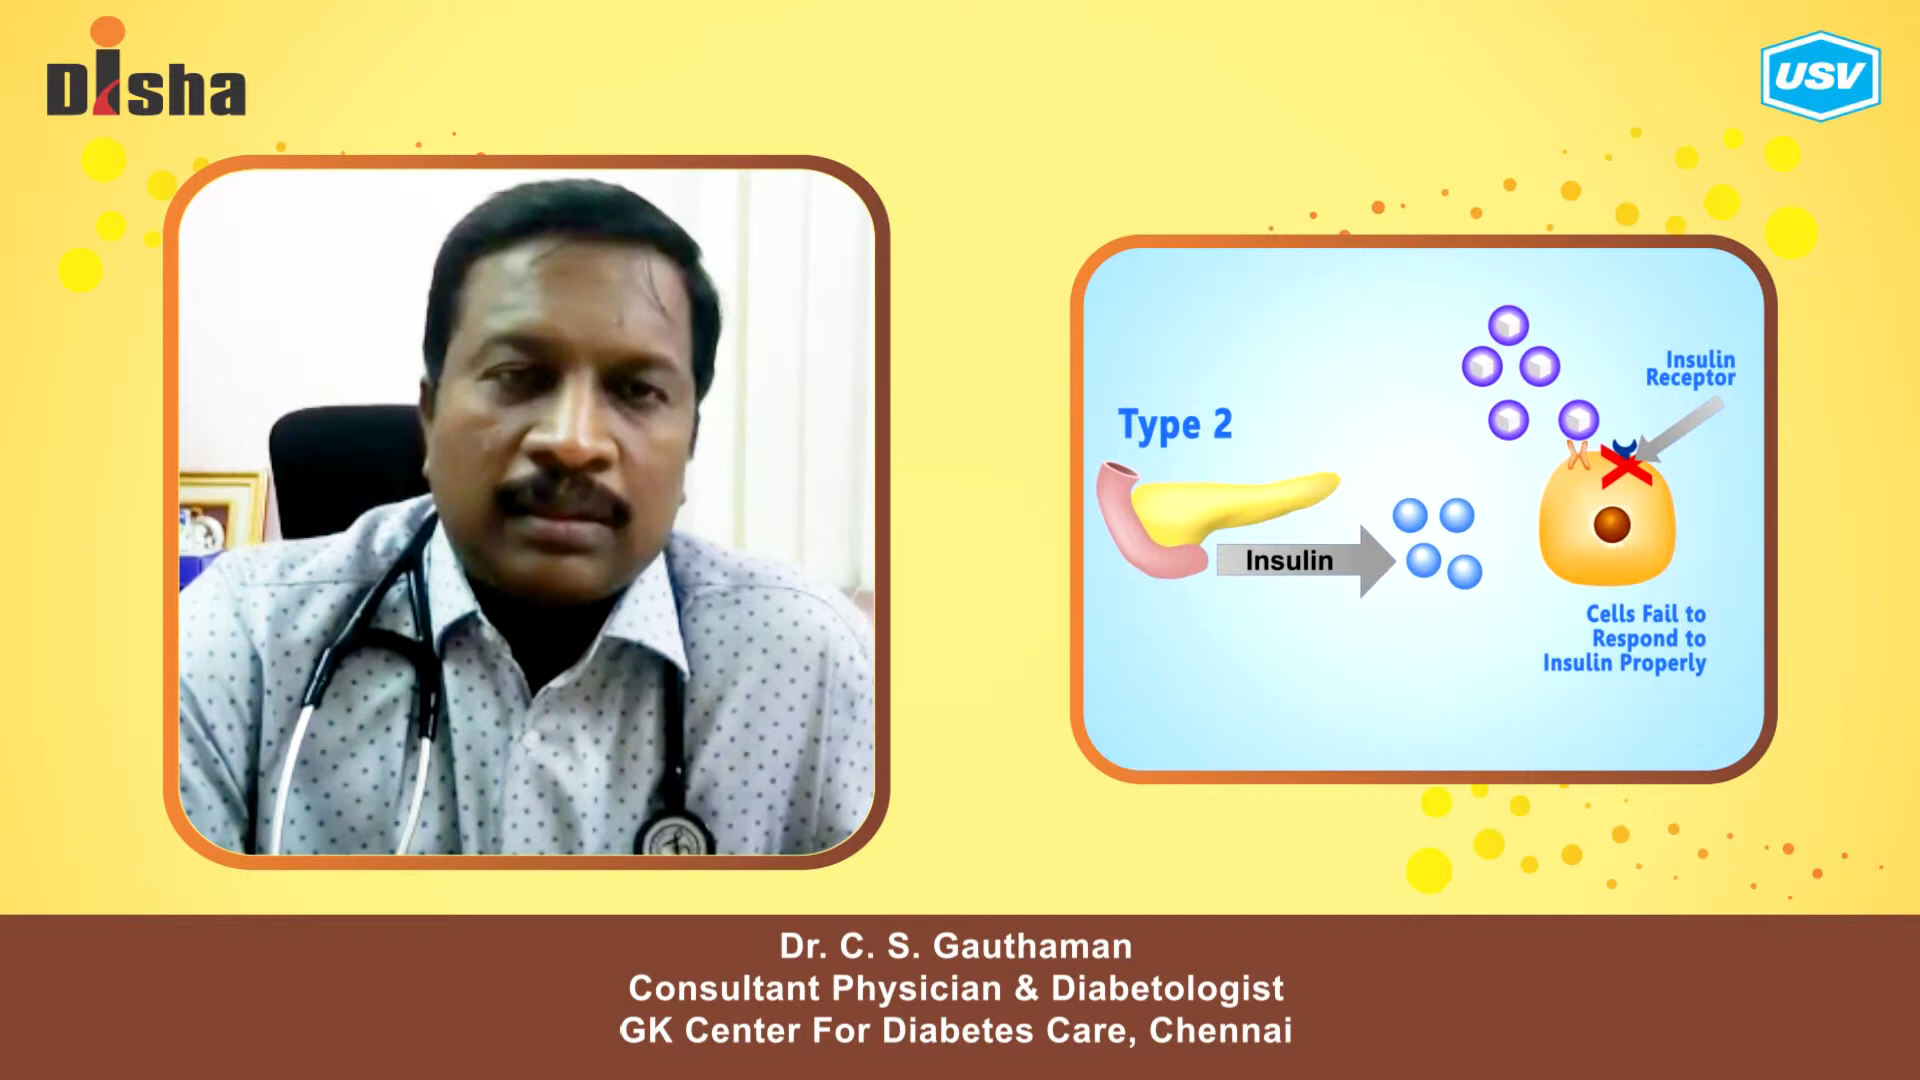 Disha
USV
Type 2
Insulin
Receptor
Insulin
Cells Fail to
Respond to
Insulin Properly
Dr. C. S. Gauthaman
Consultant Physician & Diabetologist
GK Center For Diabetes Care, Chennai